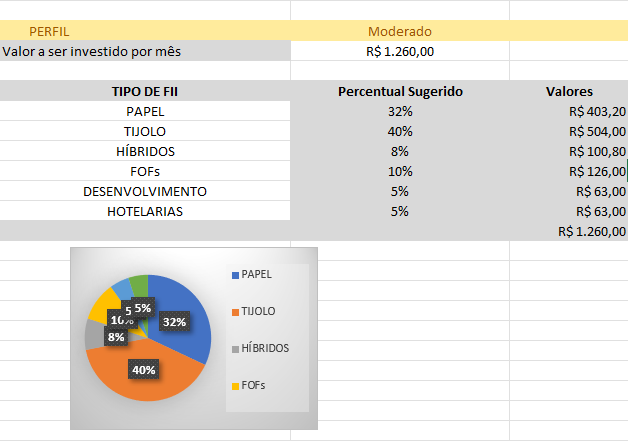 PERFIL Moderado
Valor a ser investido por mês R$ 1.260,00
TIPO DE FII Percentual Sugerido Valores
PAPEL 32% R$ 403,20
TIJOLO 40% R$ 504,00
HÍBRIDOS 8% R$ 100,80
FOFs 10% R$ 126,00
DESENVOLVIMENTO 5% R$ 63,00
HOTELARIAS 5% R$ 63,00
R$ 1.260,00
PAPEL
5%
32%
10%
TIJOLO
8%
HÍBRIDOS
40%
FOFs